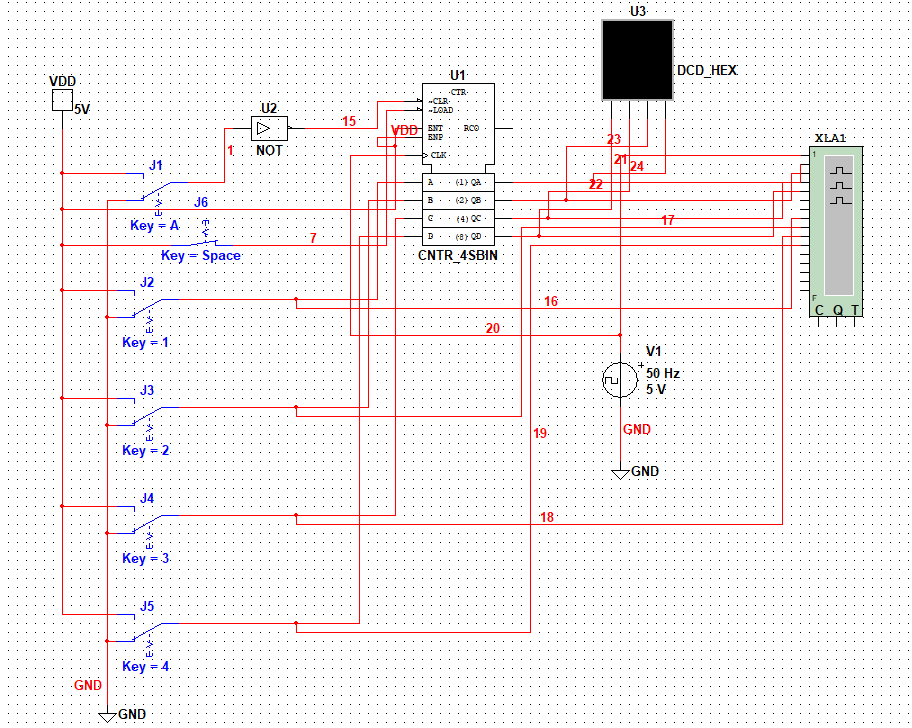 U3
DCD_HEX
VDD
5V
U1
CTR
~CLR
~LOAD
ENT RCO
ENP
CLK
A (1) QA
B (2) QB
C (4) QC
D (8) QD
CNTR_4SBIN
U2
NOT
15
VDD
1
J1
Key = A
J6
Key = Space
7
23
21
24
22
17
XLA1
1
F
C Q T
J2
Key = 1
16
20
V1
50 Hz
5 V
GND
GND
J3
Key = 2
19
J4
Key = 3
18
J5
Key = 4
GND
GND